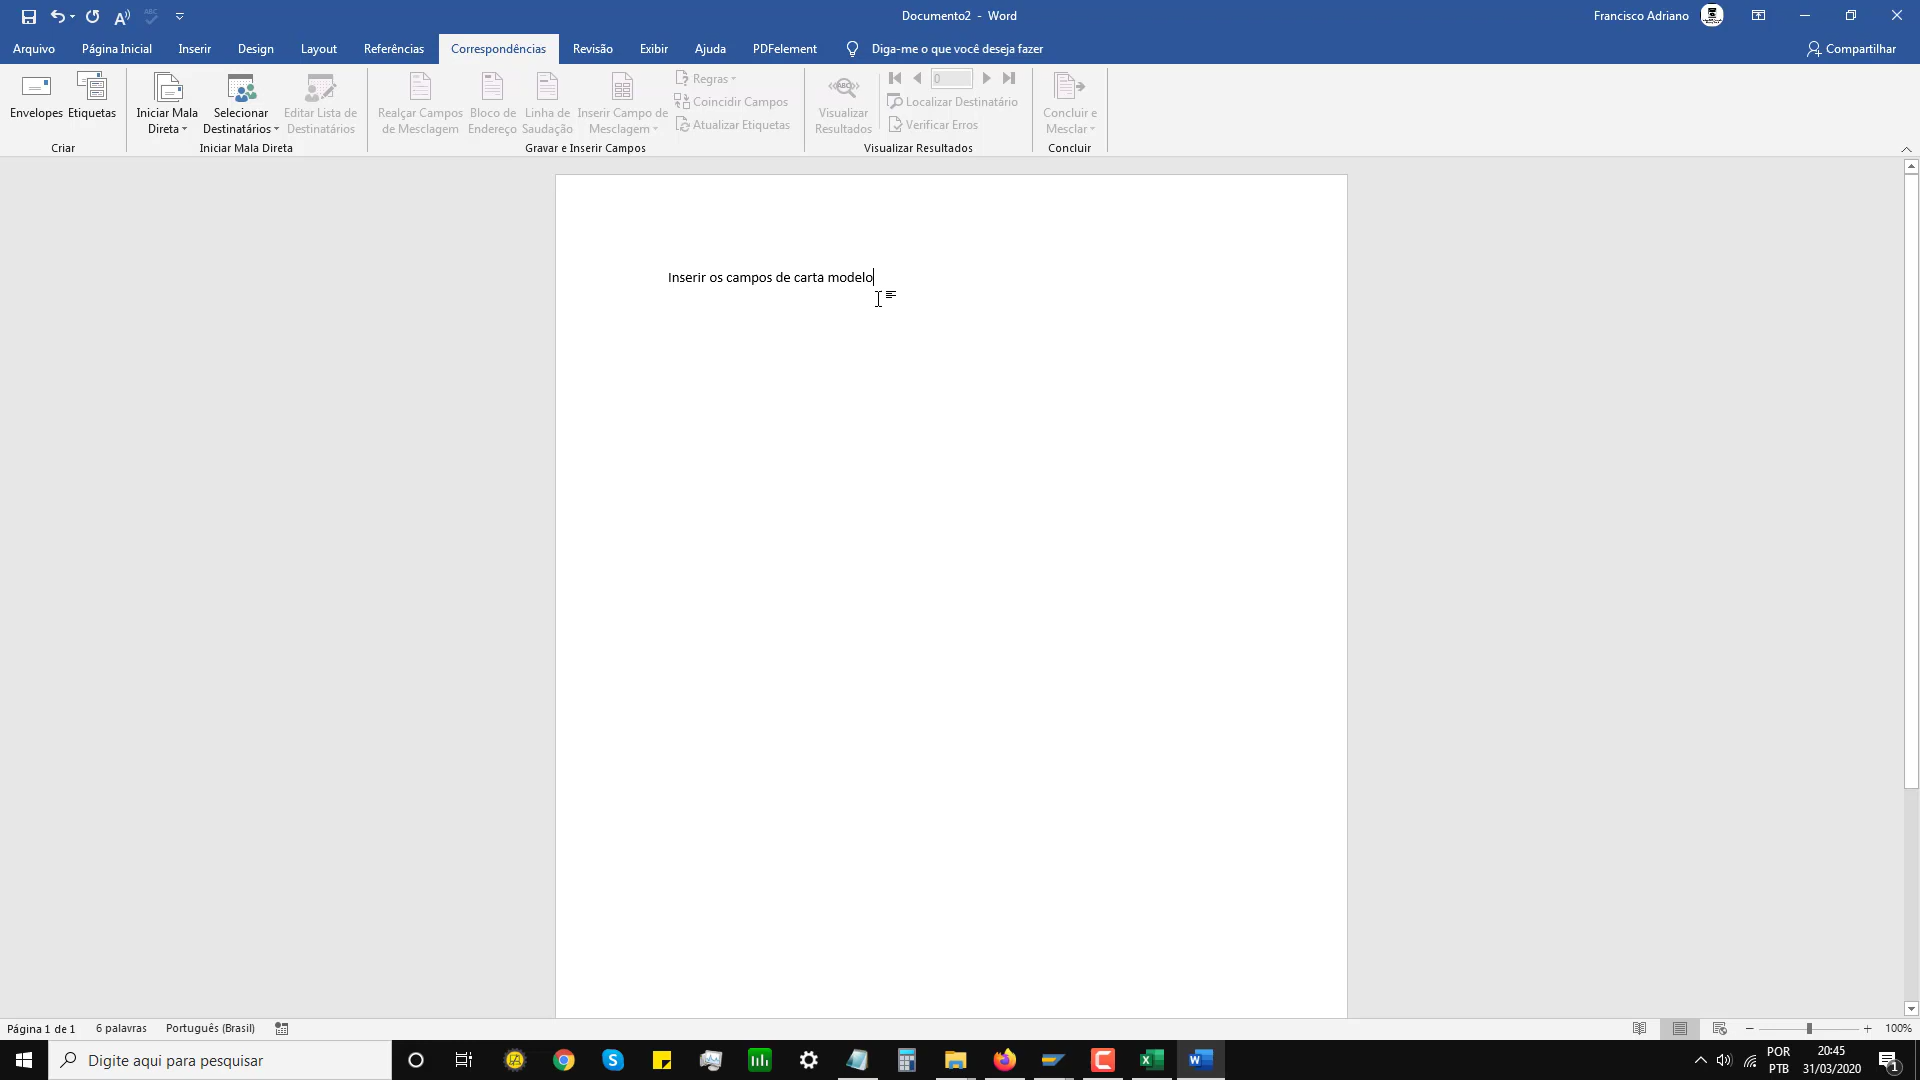 Documento2 - Word
Francisco Adriano
Arquivo
Página Inicial
Inserir
Design
Layout
Referências
Correspondências
Revisão
Exibir
Ajuda
PDFelement
Diga-me o que você deseja fazer
Compartilhar
Envelopes
Etiquetas
Criar
Iniciar Mala
Direta
Selecionar
Destinatários
Editar Lista de
Destinatários
Iniciar Mala Direta
Realçar Campos
de Mesclagem
Bloco de
Endereço
Linha de
Saudação
Inserir Campo de
Mesclagem
Regras
Coincidir Campos
Atualizar Etiquetas
Gravar e Inserir Campos
ABC
Visualizar
Resultados
0
Localizar Destinatário
Verificar Erros
Visualizar Resultados
Concluir e
Mesclar
Concluir
Inserir os campos de carta modelo
Página 1 de 1
6 palavras
Português (Brasil)
100%
Digite aqui para pesquisar
POR
PTB
20:45
31/03/2020
1